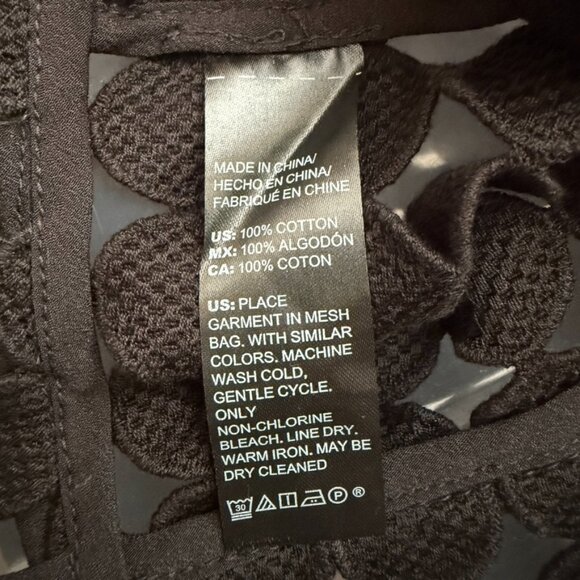 MADE IN CHINA/
HECHO EN CHINA/
FABRIQUÉ EN CHINE
US: 100% COTTON
MX: 100% ALGODÓN
CA: 100% COTON
US: PLACE
GARMENT IN MESH
BAG. WITH SIMILAR
COLORS. MACHINE
WASH COLD,
GENTLE CYCLE.
ONLY
NON-CHLORINE
BLEACH. LINE DRY.
WARM IRON. MAY BE
DRY CLEANED
30 P ®